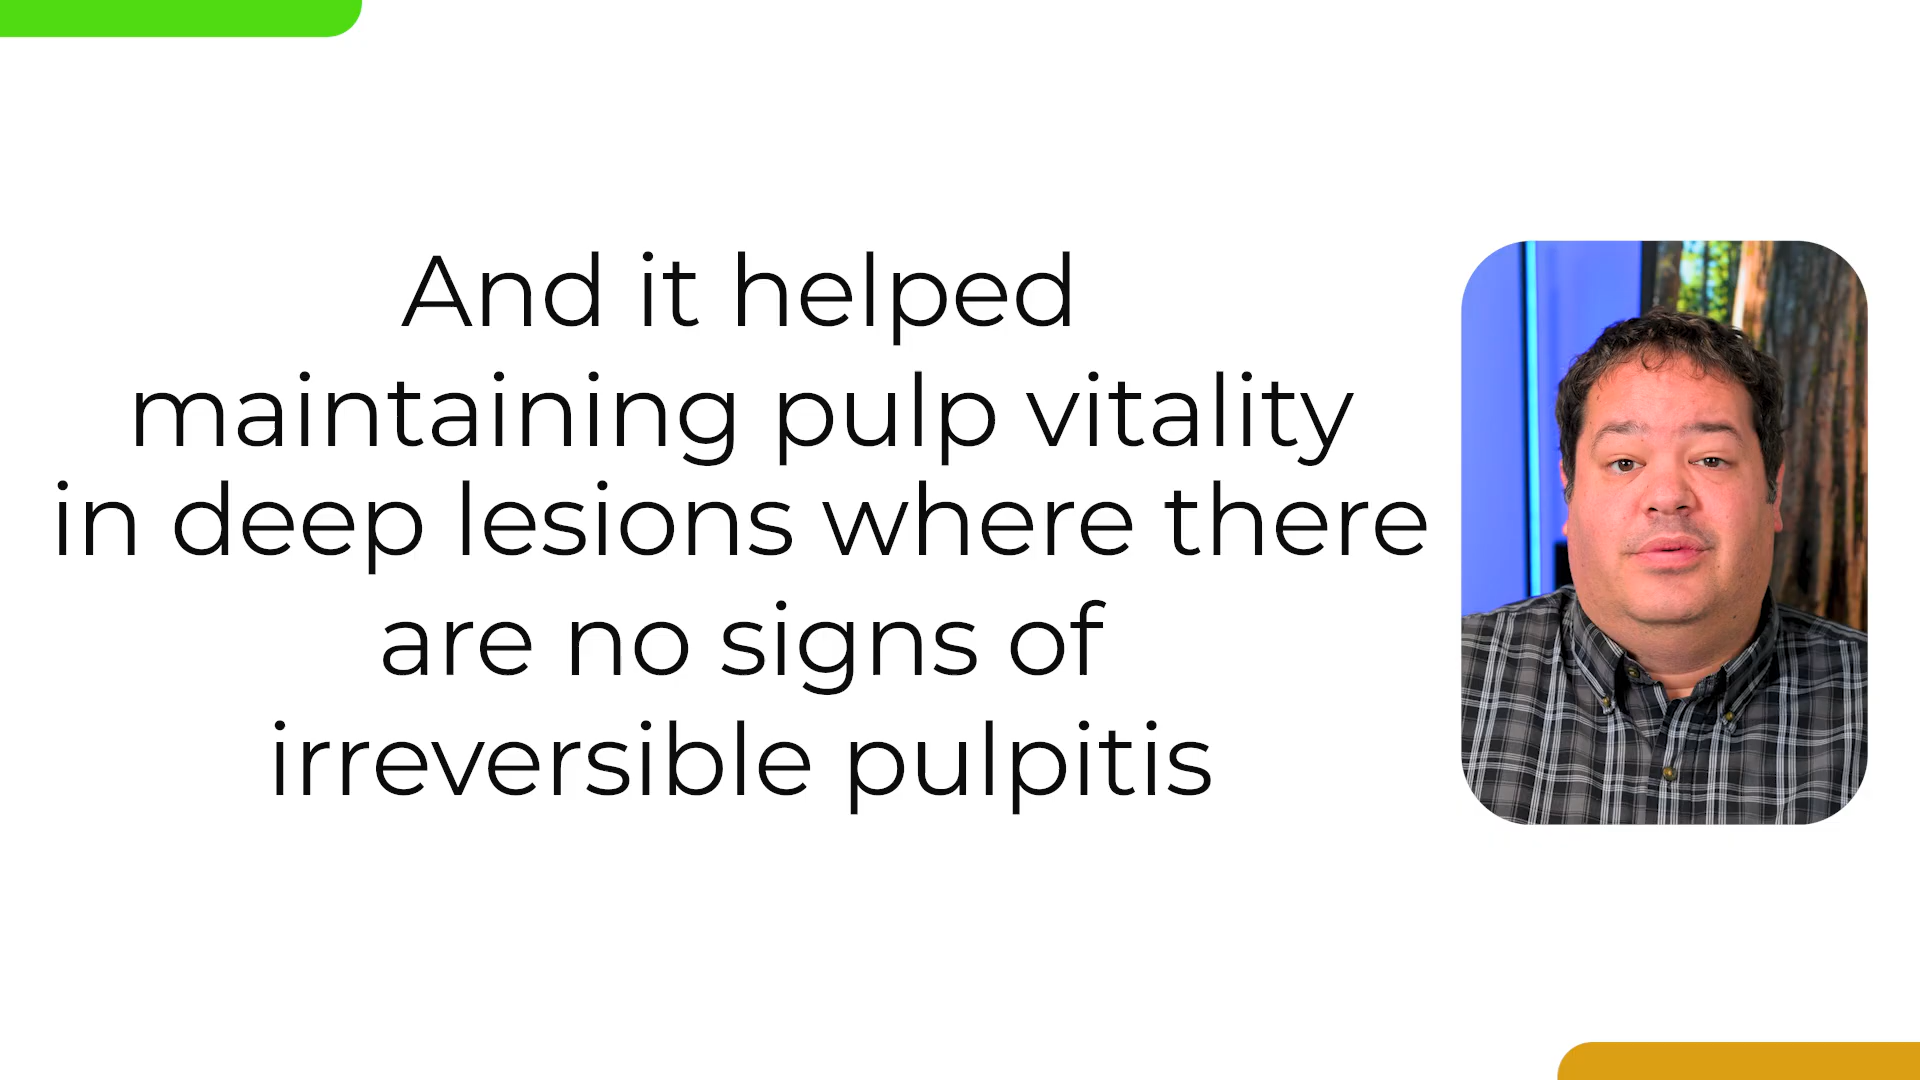 And it helped
maintaining pulp vitality
in deep lesions where there
are no signs of
irreversible pulpitis